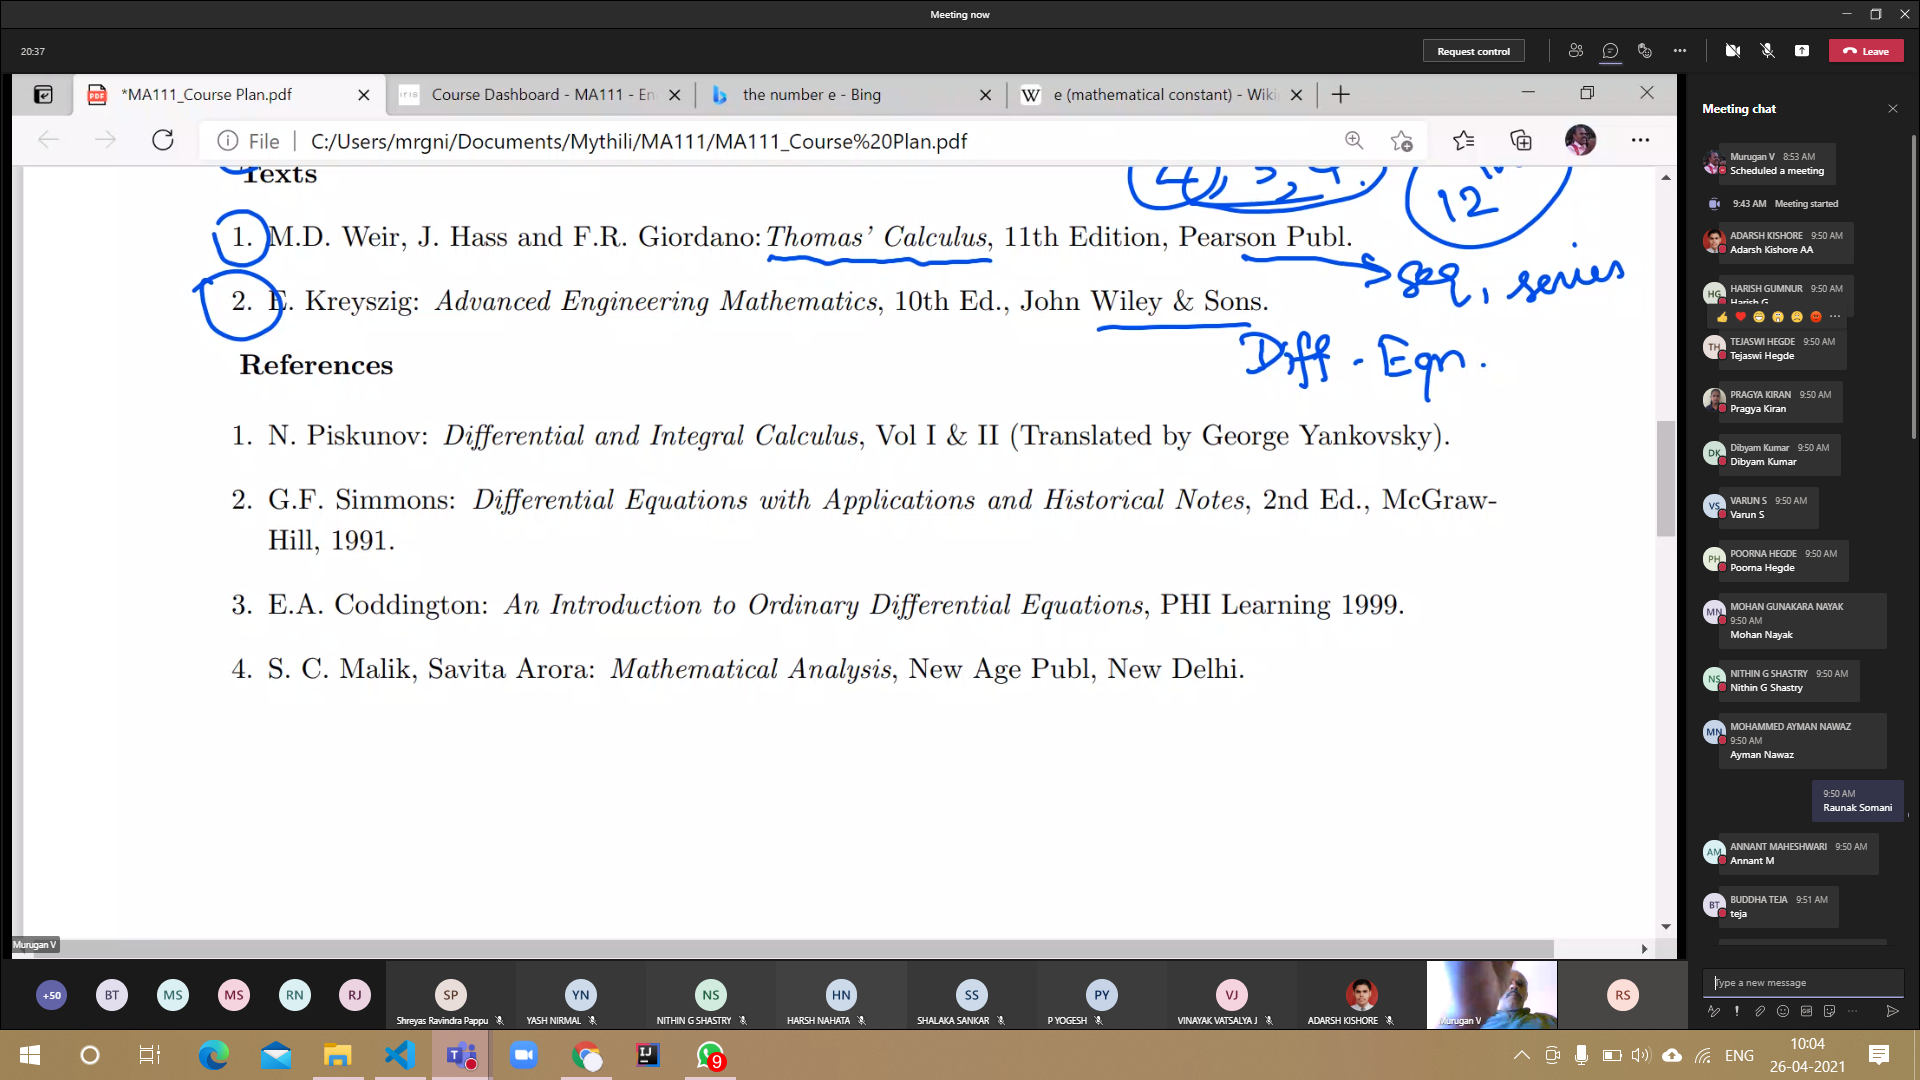 Meeting now
20:37
Request control
Leave
*MA111_Course Plan.pdf
Course Dashboard - MA111 - En
the number e - Bing
W e (mathematical constant) - Wiki
File
C:/Users/mrgni/Documents/Mythili/MA111/MA111_Course%20Plan.pdf
Texts
12
1. M.D. Weir, J. Hass and F.R. Giordano: Thomas' Calculus, 11th Edition, Pearson Publ.
seq, series
2. E. Kreyszig: Advanced Engineering Mathematics, 10th Ed., John Wiley & Sons.
Diff - Eqn.
References
1. N. Piskunov: Differential and Integral Calculus, Vol I & II (Translated by George Yankovsky).
2. G.F. Simmons: Differential Equations with Applications and Historical Notes, 2nd Ed., McGraw-
Hill, 1991.
3. E.A. Coddington: An Introduction to Ordinary Differential Equations, PHI Learning 1999.
4. S. C. Malik, Savita Arora: Mathematical Analysis, New Age Publ, New Delhi.
Murugan V
Meeting chat
Murugan V 8:53 AM
Scheduled a meeting
9:43 AM Meeting started
ADARSH KISHORE 9:50 AM
Adarsh Kishore AA
HG HARISH GUMNUR 9:50 AM
Harish G
TH TEJASWI HEGDE 9:50 AM
Tejaswi Hegde
PRAGYA KIRAN 9:50 AM
Pragya Kiran
DK Dibyam Kumar 9:50 AM
Dibyam Kumar
VS VARUN S 9:50 AM
Varun S
PH POORNA HEGDE 9:50 AM
Poorna Hegde
MN MOHAN GUNAKARA NAYAK
9:50 AM
Mohan Nayak
NS NITHIN G SHASTRY 9:50 AM
Nithin G Shastry
MN MOHAMMED AYMAN NAWAZ
9:50 AM
Ayman Nawaz
9:50 AM
Raunak Somani
AM ANNANT MAHESHWARI 9:50 AM
Annant M
BT BUDDHA TEJA 9:51 AM
teja
Type a new message
+50 BT MS MS RN RJ SP YN NS HN SS PY VJ RS
Shreyas Ravindra Pappu YASH NIRMAL NITHIN G SHASTRY HARSH NAHATA SHALAKA SANKAR P YOGESH VINAYAK VATSALYA J ADARSH KISHORE Murugan V
9
ENG
10:04
26-04-2021